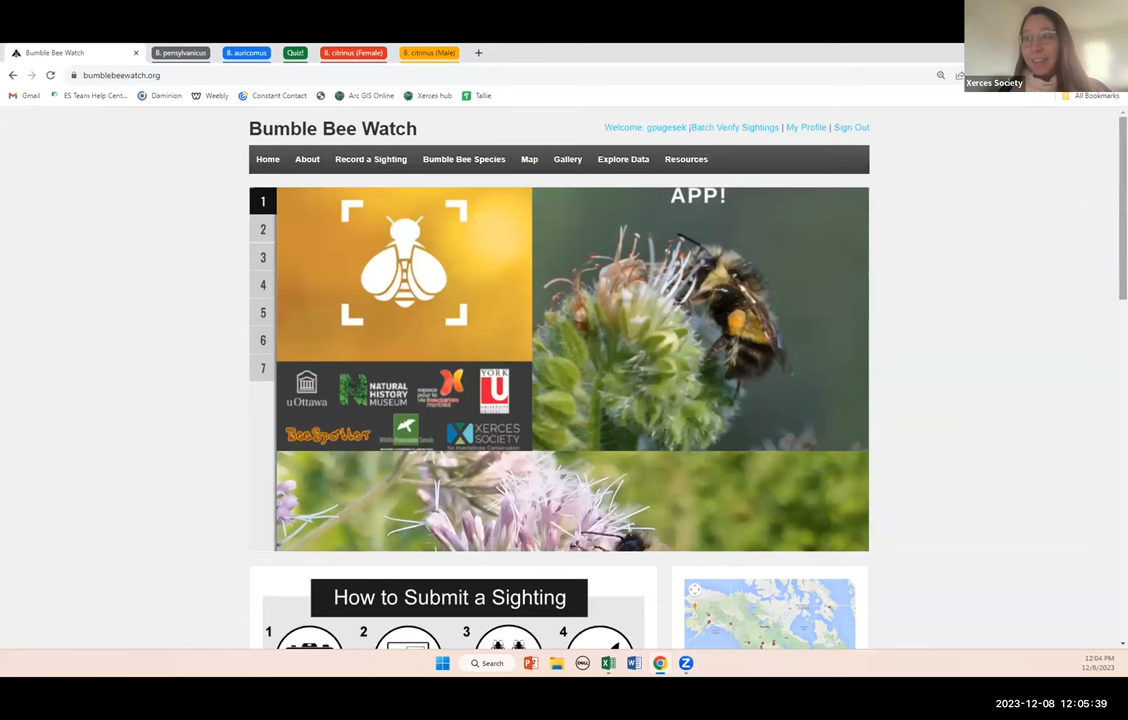 Bumble Bee Watch
B. pensylvanicus
B. auricomus
Quiz!
B. citrinus (Female)
B. citrinus (Male)
bumblebeewatch.org
Xerces Society
Gmail
ES Team Help Cent...
Daminion
Weebly
Constant Contact
Arc GIS Online
Xerces hub
Tallie
All Bookmarks
Bumble Bee Watch
Welcome, gpugesek |Batch Verify Sightings | My Profile | Sign Out
Home
About
Record a Sighting
Bumble Bee Species
Map
Gallery
Explore Data
Resources
1
2
3
4
5
6
7
APP!
uOttawa
NATURAL
HISTORY
MUSEUM
YORK
U
BeeSpotter
XERCES
SOCIETY
How to Submit a Sighting
1
2
3
4
Search
12:04 PM
12/8/2023
2023-12-08 12:05:39